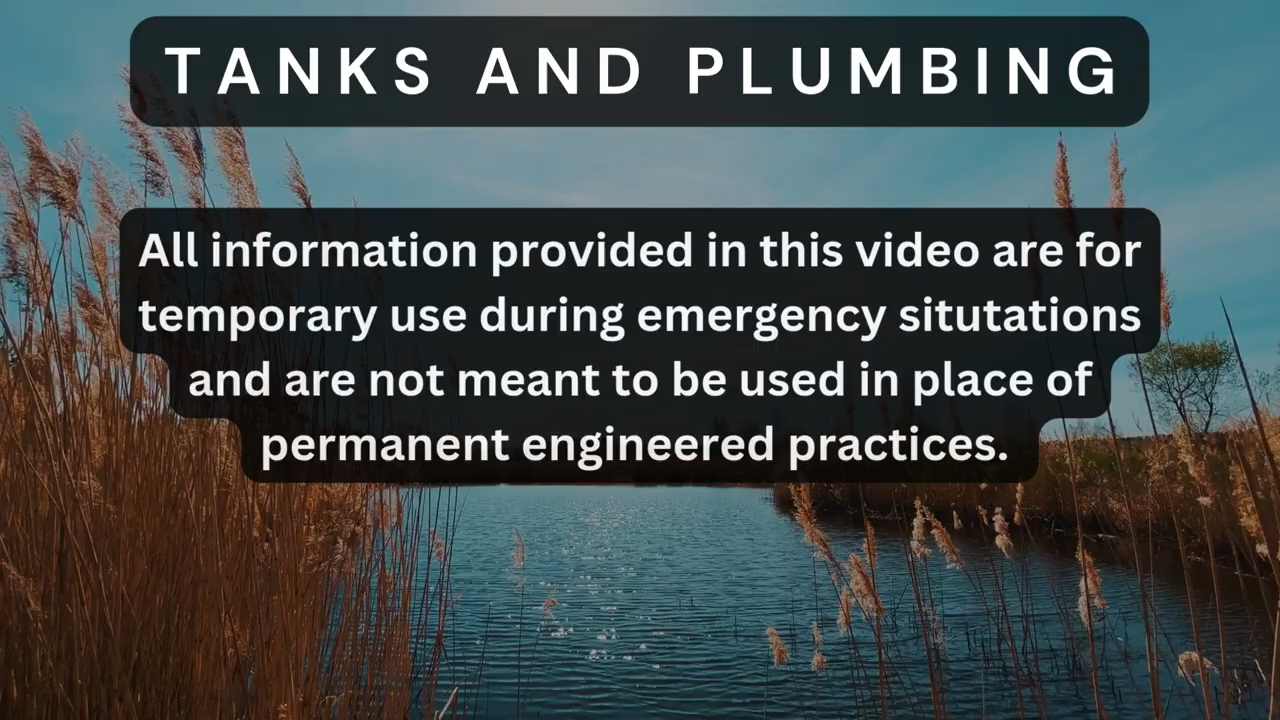 TANKS AND PLUMBING
All information provided in this video are for
temporary use during emergency situtations
and are not meant to be used in place of
permanent engineered practices.